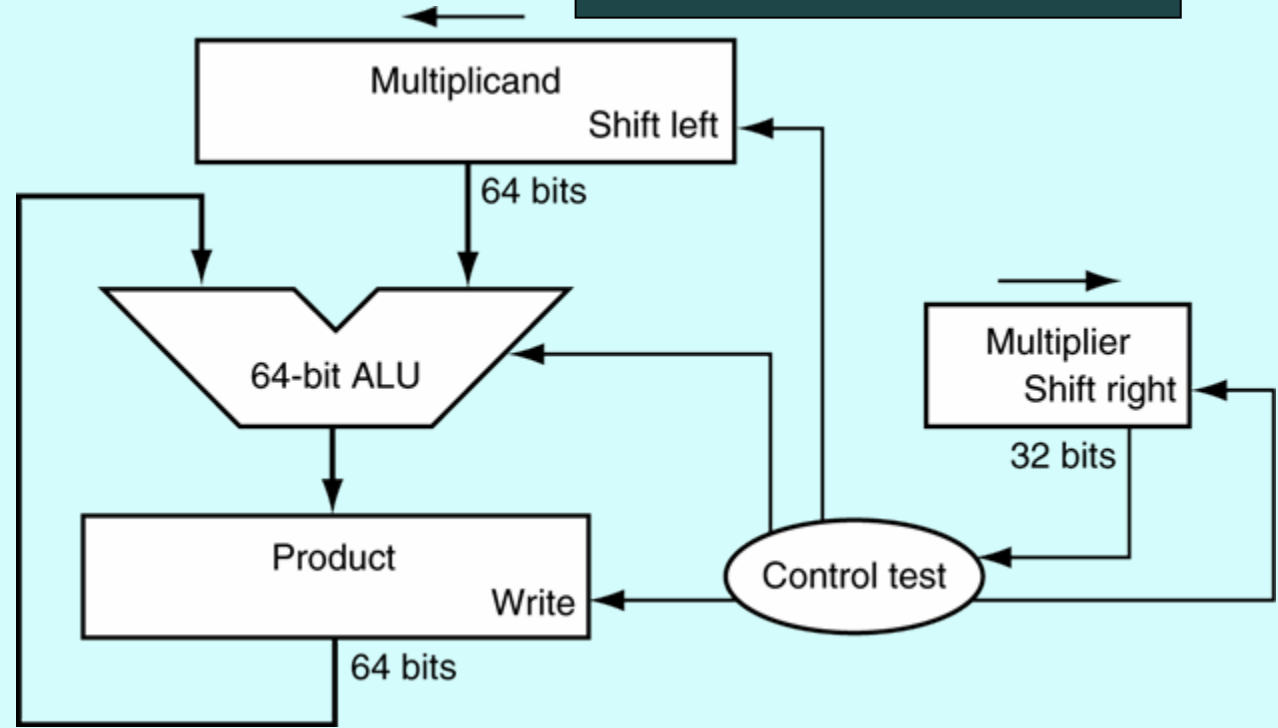 Multiplicand
Shift left
64 bits
64-bit ALU
Multiplier
Shift right
32 bits
Product
Write
Control test
64 bits